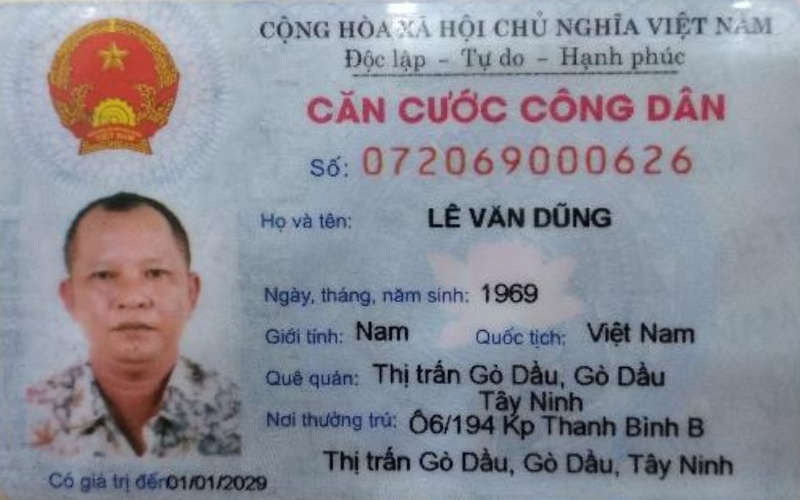 CỘNG HÒA XÃ HỘI CHỦ NGHĨA VIỆT NAM
Độc lập - Tự do - Hạnh phúc
CĂN CƯỚC CÔNG DÂN
Số: 072069000626
Họ và tên: LÊ VĂN DŨNG
Ngày, tháng, năm sinh: 1969
Giới tính: Nam Quốc tịch: Việt Nam
Quê quán: Thị trấn Gò Dầu, Gò Dầu
Tây Ninh
Nơi thường trú: Ô6/194 Kp Thanh Bình B
Thị trấn Gò Dầu, Gò Dầu, Tây Ninh
Có giá trị đến 01/01/2029
VIỆT NAM